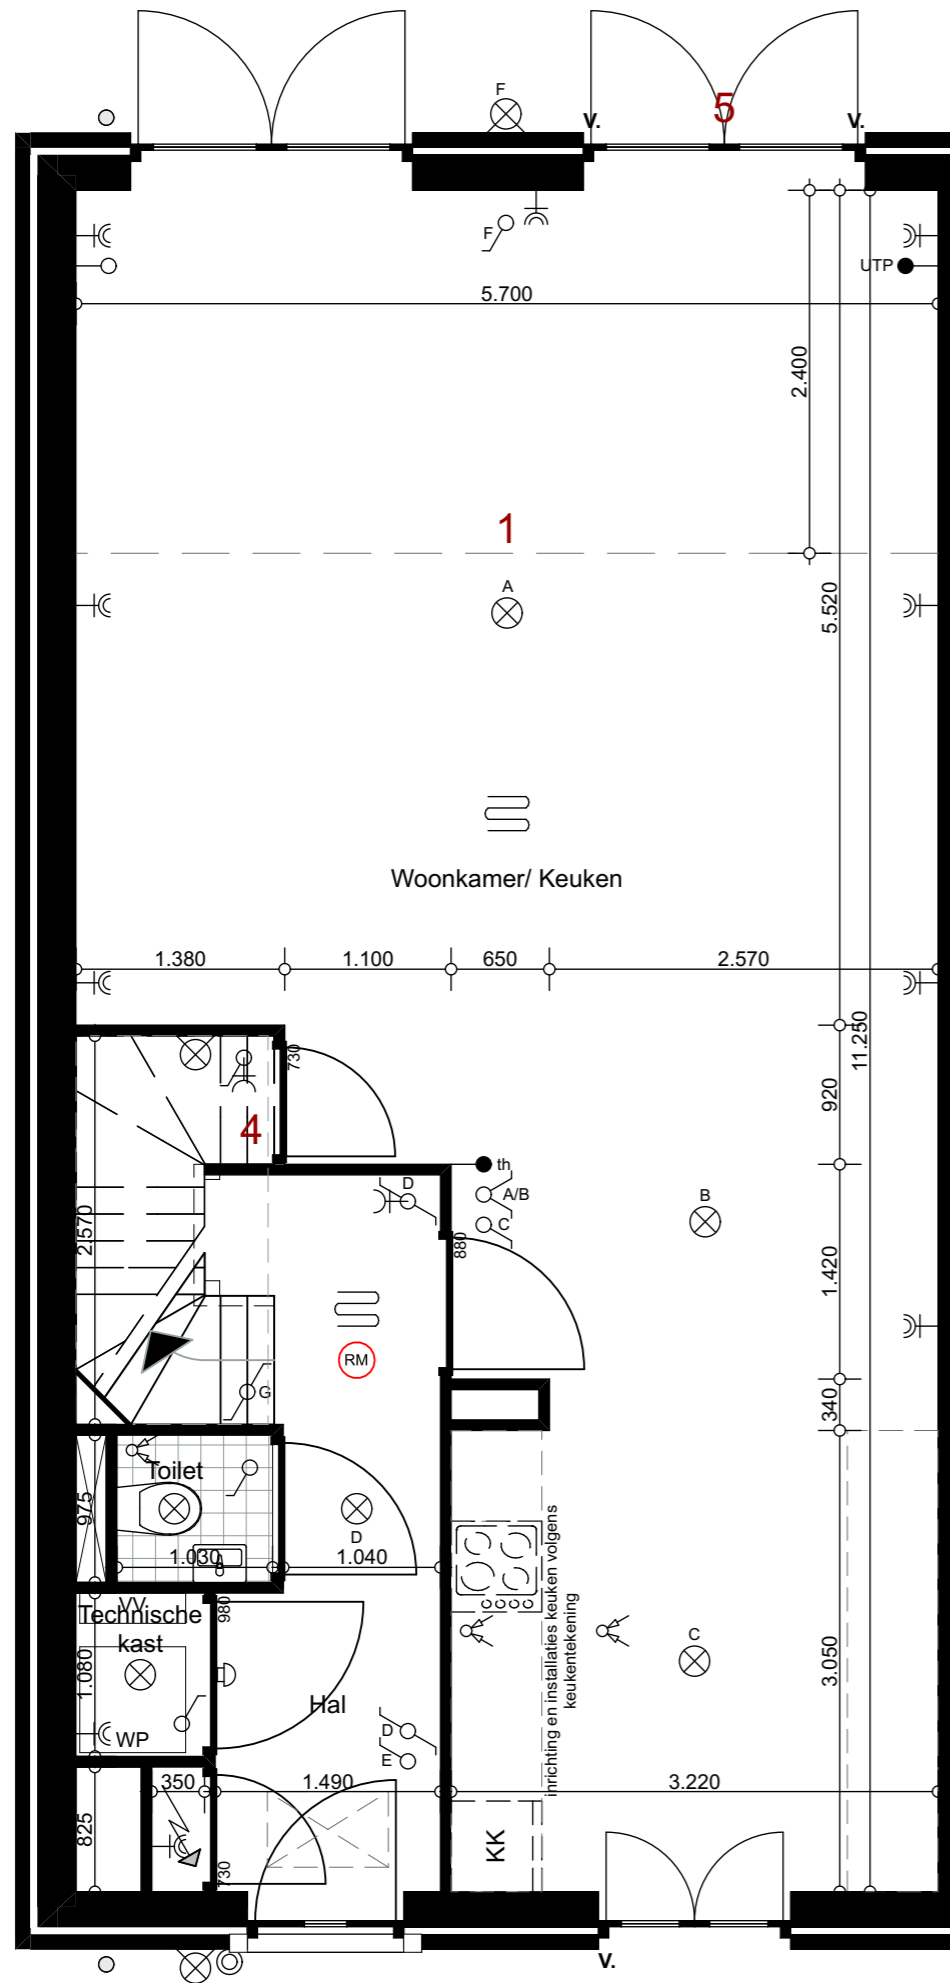 F
V.
5
V.
F
UTP
5.700
2.400
1
A
5.520
Woonkamer/ Keuken
1.380
1.100
650
2.570
11.250
730
920
4
th
D
A/B
C
B
880
2.570
1.420
RM
G
340
Toilet
975
D
1.030
1.040
inrichting en installaties keuken volgens
keukentekening
VV
Technische
kast
980
1.080
C
3.050
Hal
D
WP
E
350
1.490
3.220
825
KK
730
V.